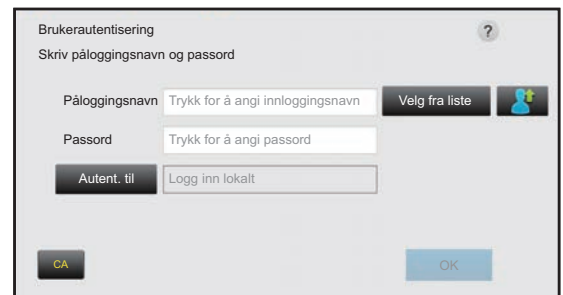 Brukerautentisering
?
Skriv påloggingsnavn og passord
Påloggingsnavn Trykk for å angi innloggingsnavn Velg fra liste
Passord Trykk for å angi passord
Autent. til Logg inn lokalt
CA OK